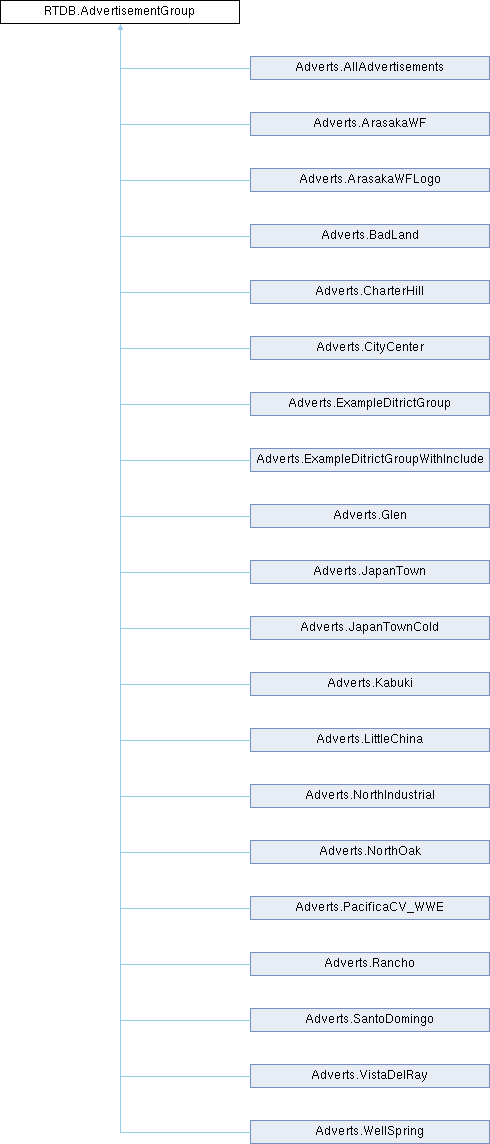 RTDB.AdvertisementGroup
Adverts.AllAdvertisements
Adverts.ArasakaWF
Adverts.ArasakaWFLogo
Adverts.BadLand
Adverts.CharterHill
Adverts.CityCenter
Adverts.ExampleDitrictGroup
Adverts.ExampleDitrictGroupWithInclude
Adverts.Glen
Adverts.JapanTown
Adverts.JapanTownCold
Adverts.Kabuki
Adverts.LittleChina
Adverts.NorthIndustrial
Adverts.NorthOak
Adverts.PacificaCV_WWE
Adverts.Rancho
Adverts.SantoDomingo
Adverts.VistaDelRay
Adverts.WellSpring